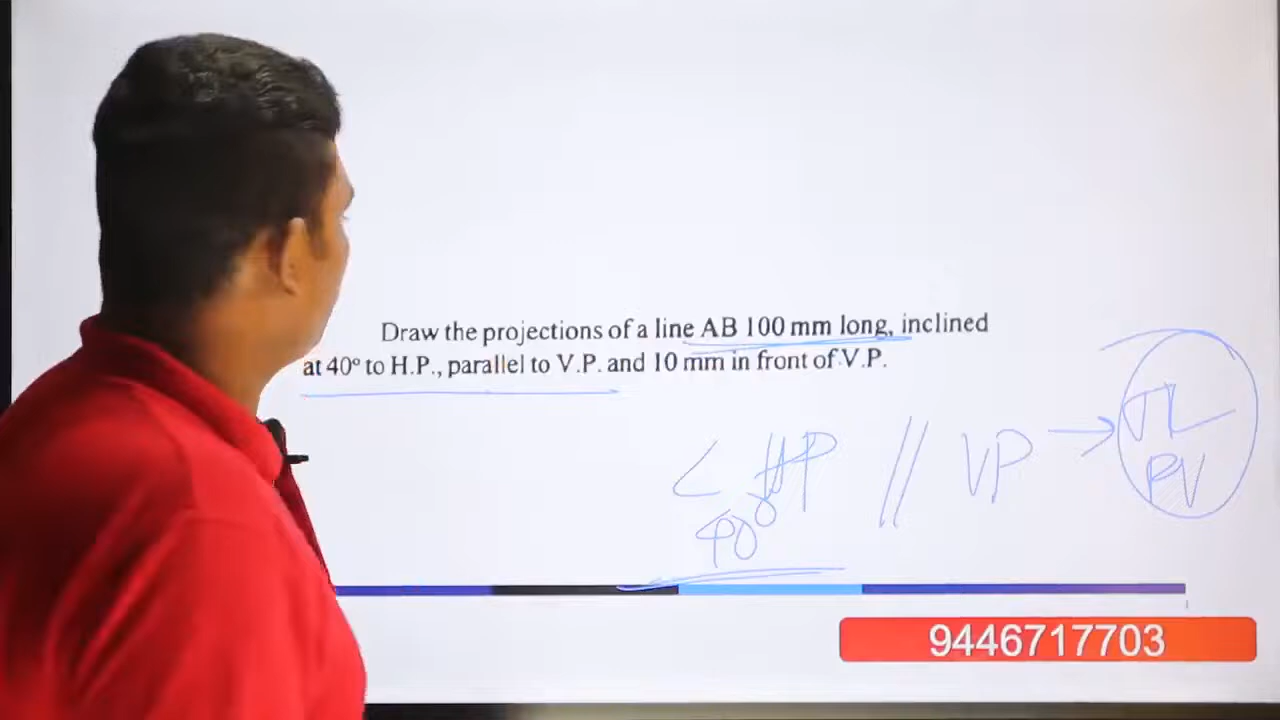 Draw the projections of a line AB 100 mm long, inclined
at 40° to H.P., parallel to V.P. and 10 mm in front of V.P.
∠ HP // VP → TL
40° PV
9446717703